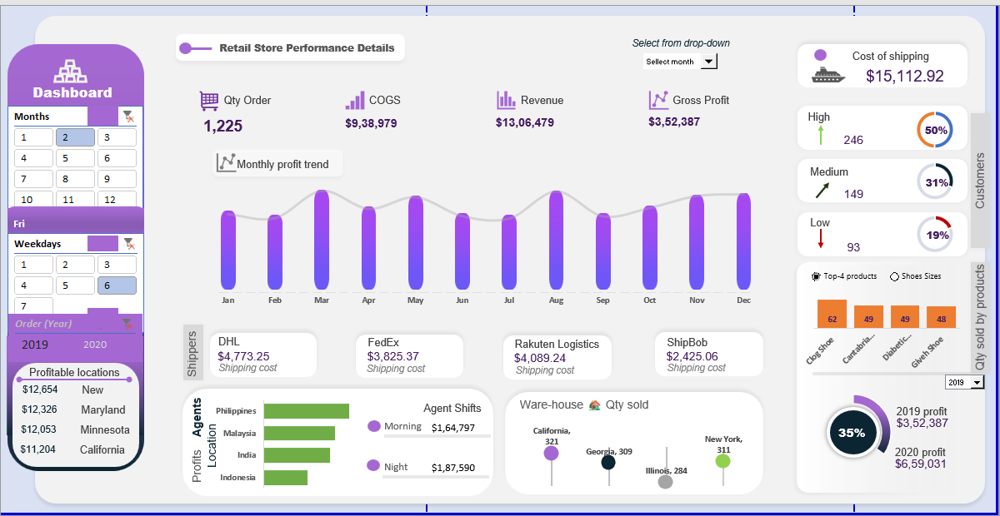 Dashboard
Months
1 2 3
4 5 6
7 8 9
10 11 12
Fri
Weekdays
1 2 3
4 5 6
7
Order (Year)
2019 2020
Profitable locations
$12,654 New
$12,326 Maryland
$12,053 Minnesota
$11,204 California
Retail Store Performance Details
Select from drop-down
Select month
Qty Order
1,225
COGS
$9,38,979
Revenue
$13,06,479
Gross Profit
$3,52,387
Monthly profit trend
Jan Feb Mar Apr May Jun Jul Aug Sep Oct Nov Dec
Shippers
DHL
$4,773.25
Shipping cost
FedEx
$3,825.37
Shipping cost
Rakuten Logistics
$4,089.24
Shipping cost
ShipBob
$2,425.06
Shipping cost
Profits Agents
Location
Philippines
Malaysia
India
Indonesia
Agent Shifts
Morning $1,64,797
Night $1,87,590
Ware-house Qty sold
California,
321
Georgia, 309
Illinois, 284
New York,
311
Cost of shipping
$15,112.92
Customers
High
246
50%
Medium
149
31%
Low
93
19%
Qty sold by products
Top-4 products Shoes Sizes
62 49 49 48
Clog Shoe
Cantabria...
Diabetic...
Giveh Shoe
2019
35%
2019 profit
$3,52,387
2020 profit
$6,59,031